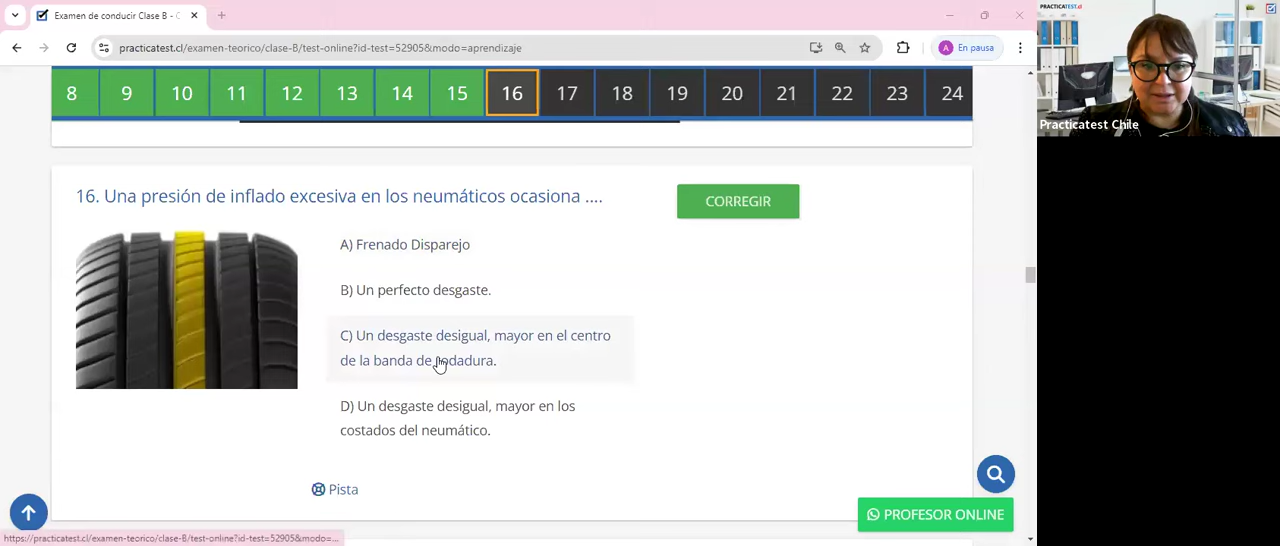 Examen de conducir Clase B - C
practicatest.cl/examen-teorico/clase-B/test-online?id-test=52905&modo=aprendizaje
A En pausa
8 9 10 11 12 13 14 15 16 17 18 19 20 21 22 23 24
16. Una presión de inflado excesiva en los neumáticos ocasiona ....
CORREGIR
A) Frenado Disparejo
B) Un perfecto desgaste.
C) Un desgaste desigual, mayor en el centro
de la banda de rodadura.
D) Un desgaste desigual, mayor en los
costados del neumático.
Pista
PROFESOR ONLINE
https://practicatest.cl/examen-teorico/clase-B/test-online?id-test=52905&modo=...
PRACTICATEST.CL
Practicatest Chile